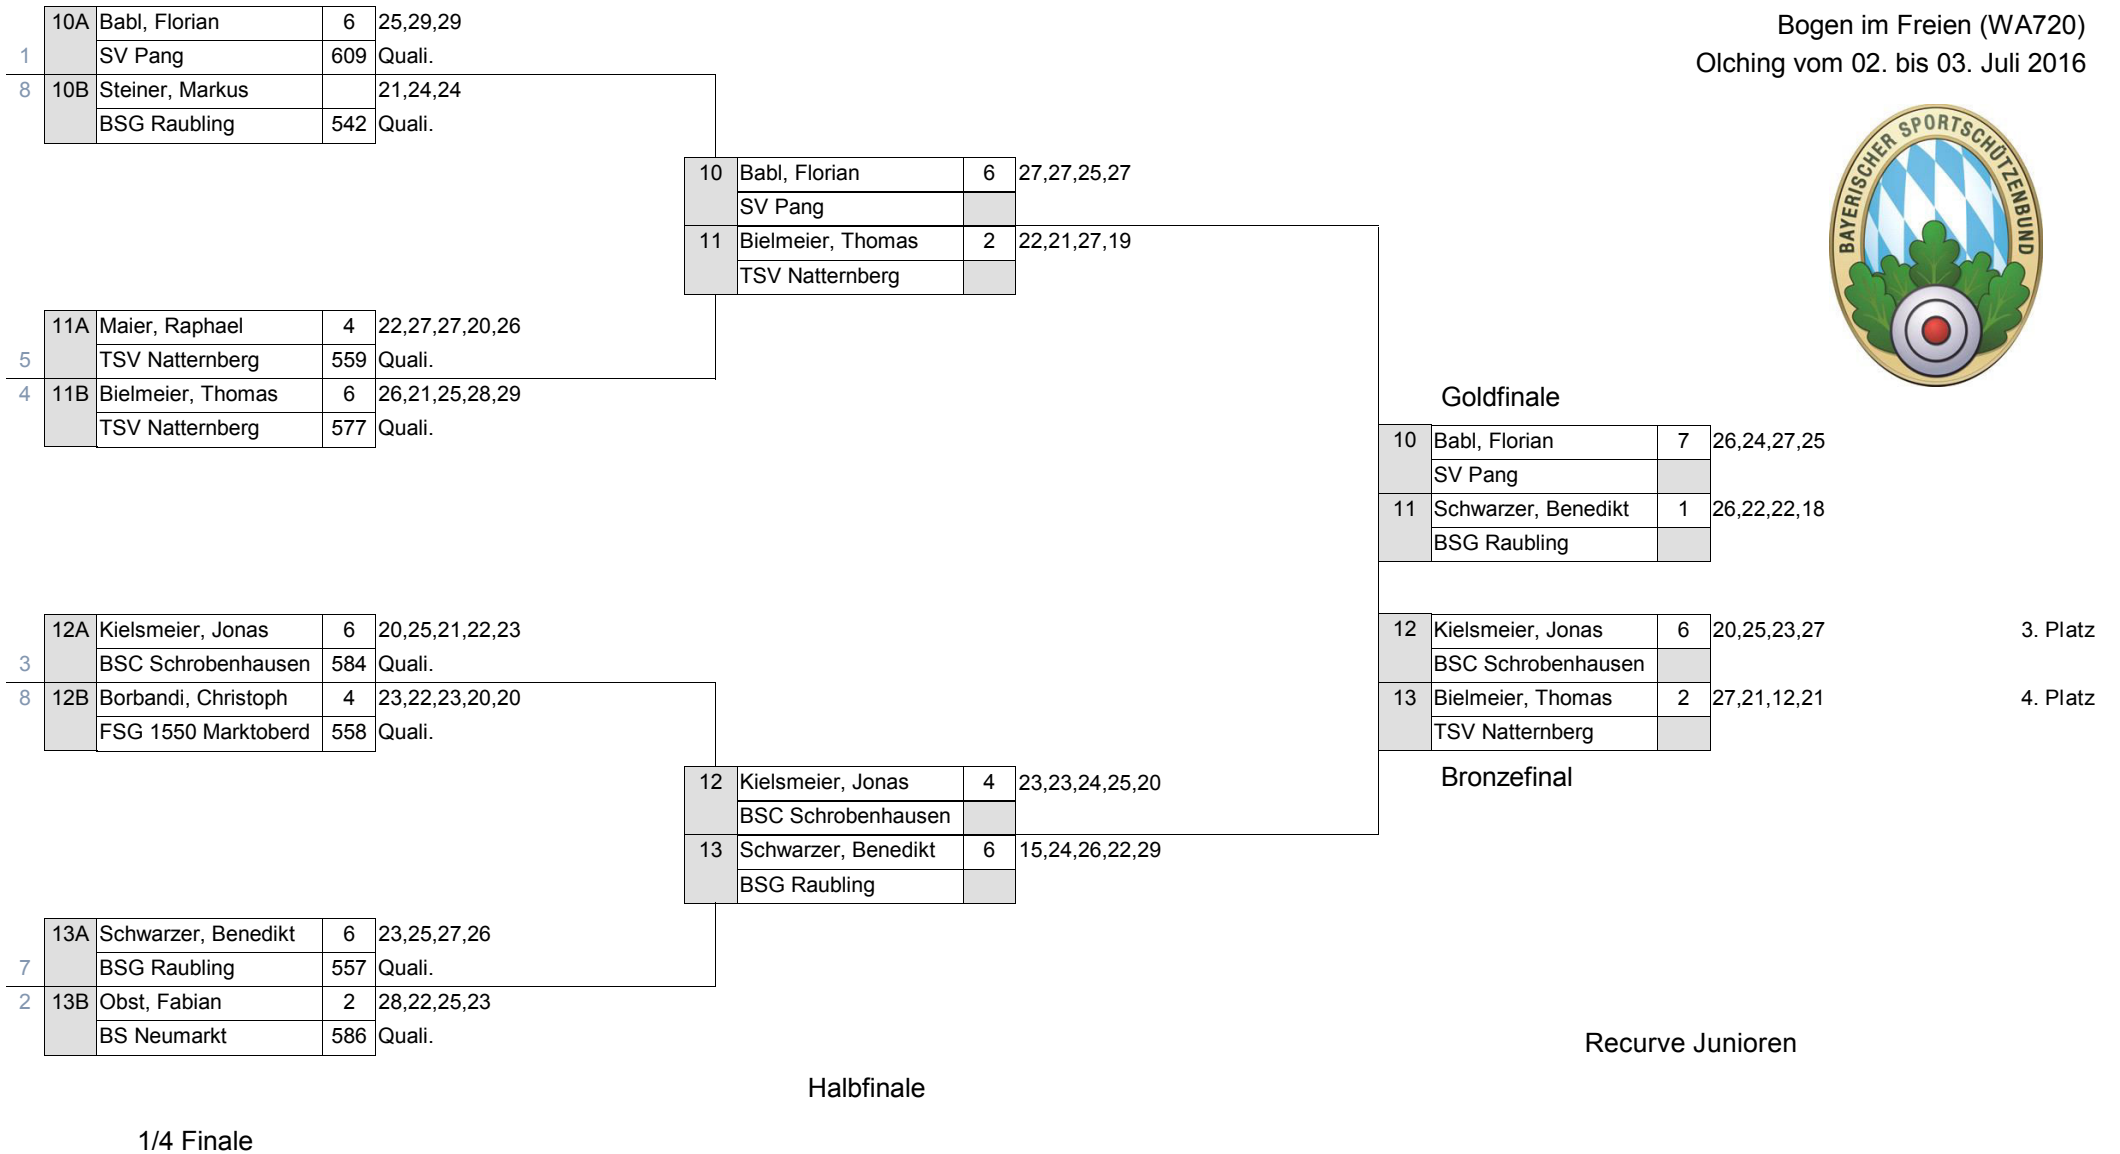 Bogen im Freien (WA720)
Olching vom 02. bis 03. Juli 2016
BAYERISCHER SPORTSCHÜTZENBUND
10A Babl, Florian 6 25,29,29
1 SV Pang 609 Quali.
8 10B Steiner, Markus 21,24,24
BSG Raubling 542 Quali.
10 Babl, Florian 6 27,27,25,27
SV Pang
11 Bielmeier, Thomas 2 22,21,27,19
TSV Natternberg
11A Maier, Raphael 4 22,27,27,20,26
5 TSV Natternberg 559 Quali.
4 11B Bielmeier, Thomas 6 26,21,25,28,29
TSV Natternberg 577 Quali.
Goldfinale
10 Babl, Florian 7 26,24,27,25
SV Pang
11 Schwarzer, Benedikt 1 26,22,22,18
BSG Raubling
12A Kielsmeier, Jonas 6 20,25,21,22,23
3 BSC Schrobenhausen 584 Quali.
8 12B Borbandi, Christoph 4 23,22,23,20,20
FSG 1550 Marktoberd 558 Quali.
12 Kielsmeier, Jonas 6 20,25,23,27 3. Platz
BSC Schrobenhausen
13 Bielmeier, Thomas 2 27,21,12,21 4. Platz
TSV Natternberg
Bronzefinal
12 Kielsmeier, Jonas 4 23,23,24,25,20
BSC Schrobenhausen
13 Schwarzer, Benedikt 6 15,24,26,22,29
BSG Raubling
13A Schwarzer, Benedikt 6 23,25,27,26
7 BSG Raubling 557 Quali.
2 13B Obst, Fabian 2 28,22,25,23
BS Neumarkt 586 Quali.
Recurve Junioren
Halbfinale
1/4 Finale